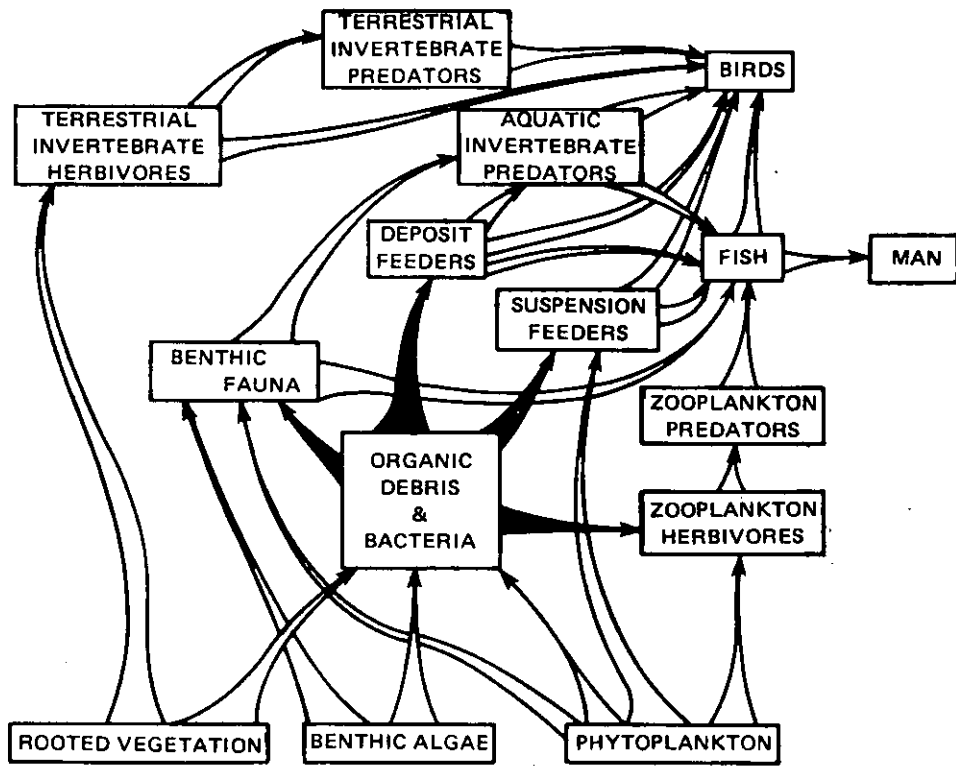 TERRESTRIAL
INVERTEBRATE
PREDATORS
BIRDS
TERRESTRIAL
INVERTEBRATE
HERBIVORES
AQUATIC
INVERTEBRATE
PREDATORS
DEPOSIT
FEEDERS
FISH
MAN
SUSPENSION
FEEDERS
BENTHIC
FAUNA
ZOOPLANKTON
PREDATORS
ORGANIC
DEBRIS
&
BACTERIA
ZOOPLANKTON
HERBIVORES
ROOTED VEGETATION
BENTHIC ALGAE
PHYTOPLANKTON